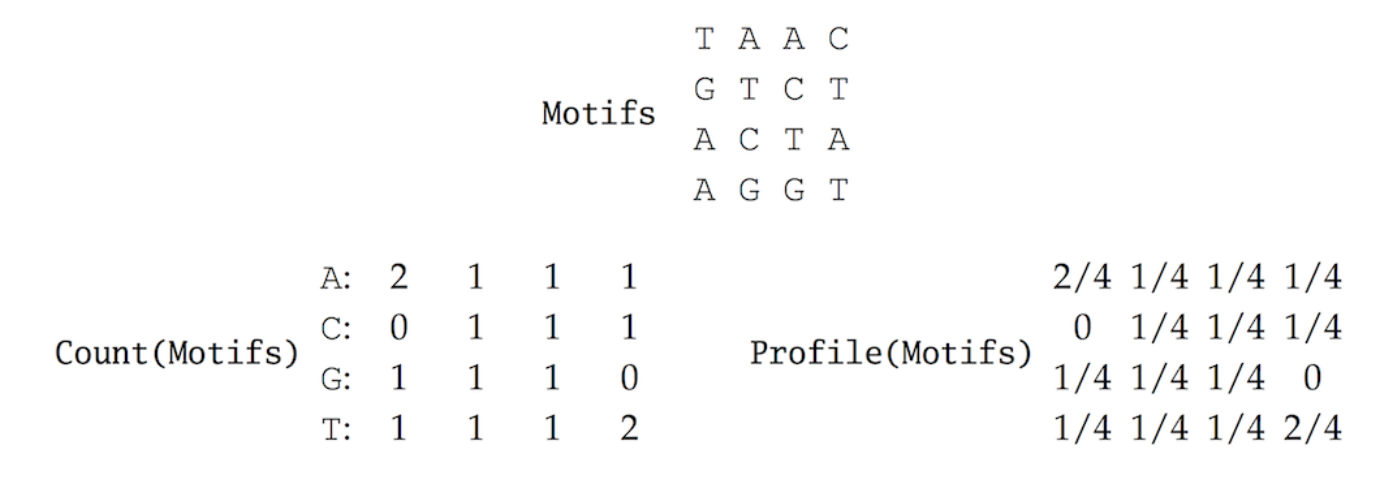 T A A C
G T C T
Motifs
A C T A
A G G T
A: 2 1 1 1 2/4 1/4 1/4 1/4
C: 0 1 1 1 0 1/4 1/4 1/4
Count(Motifs) Profile(Motifs)
G: 1 1 1 0 1/4 1/4 1/4 0
T: 1 1 1 2 1/4 1/4 1/4 2/4